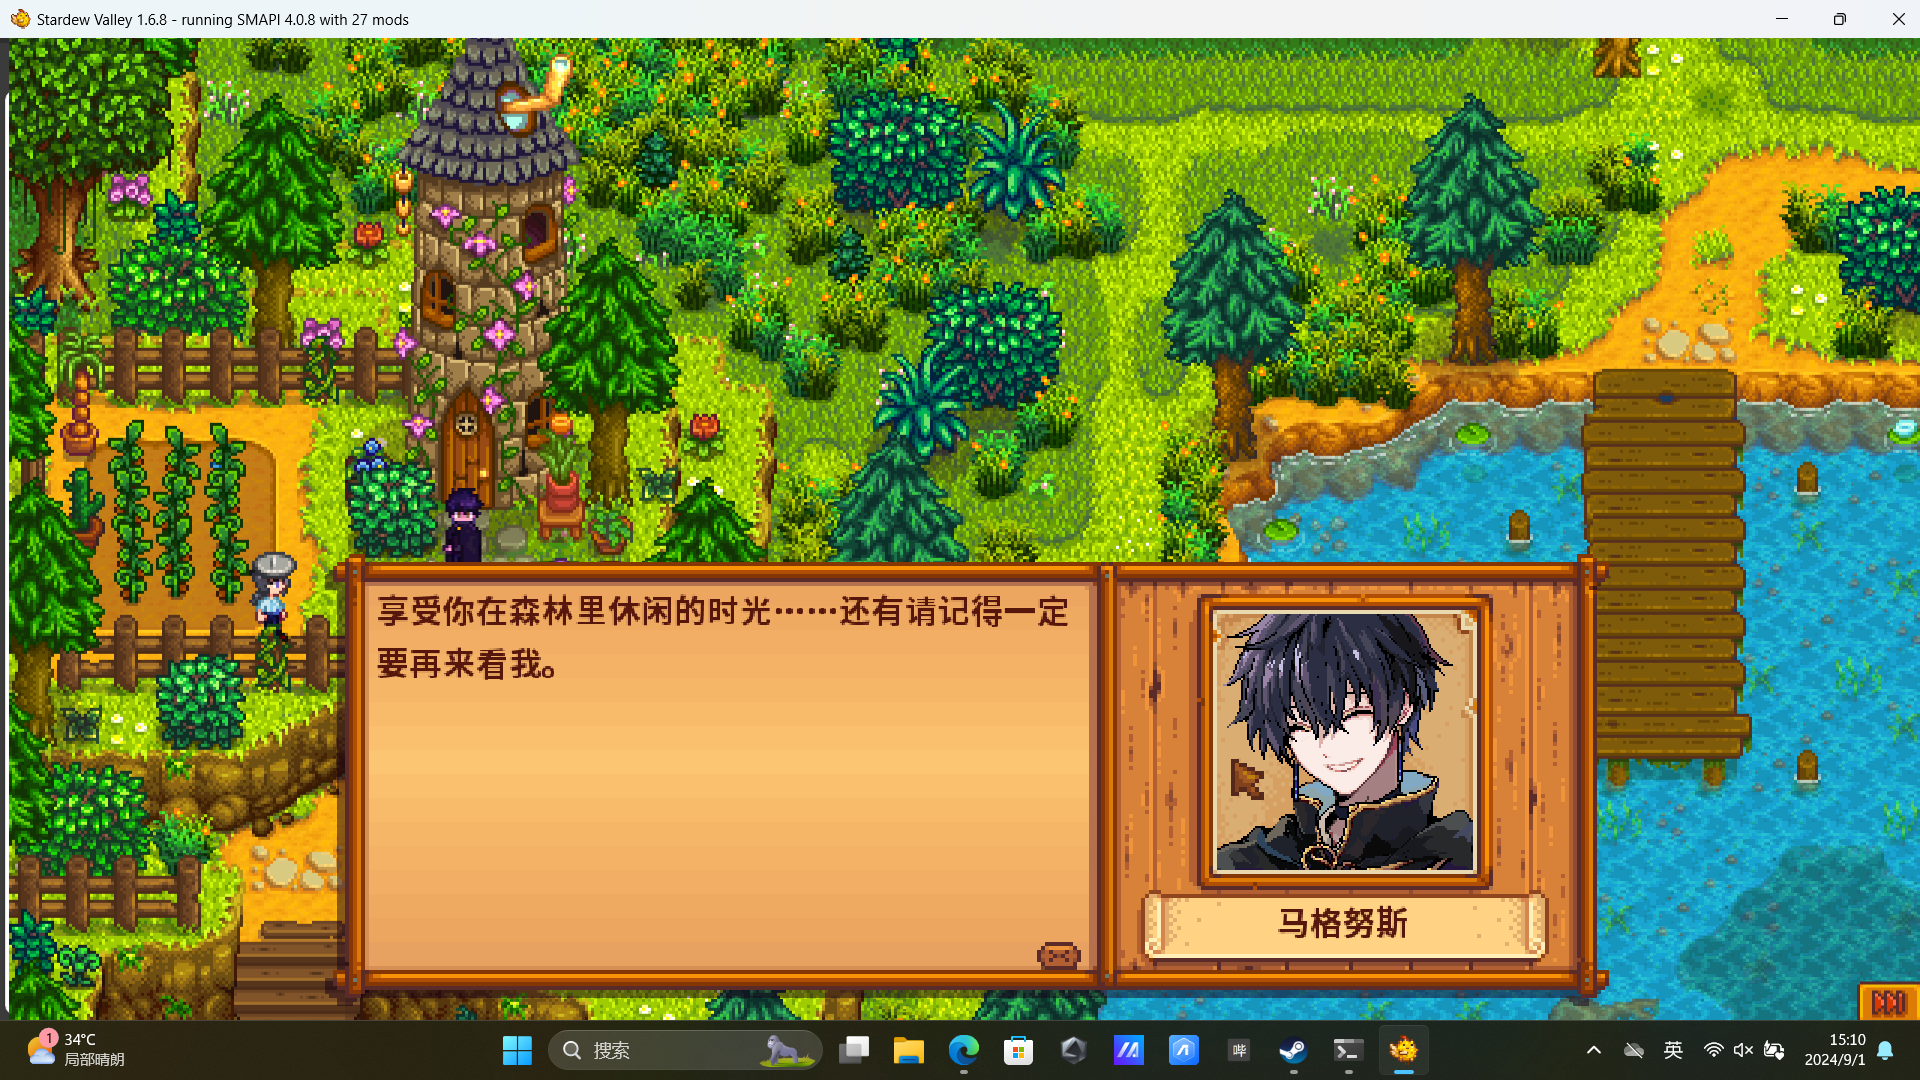 Stardew Valley 1.6.8 - running SMAPI 4.0.8 with 27 mods
享受你在森林里休闲的时光……还有请记得一定
要再来看我。
马格努斯
1
34°C
局部晴朗
搜索
哔
英
15:10
2024/9/1